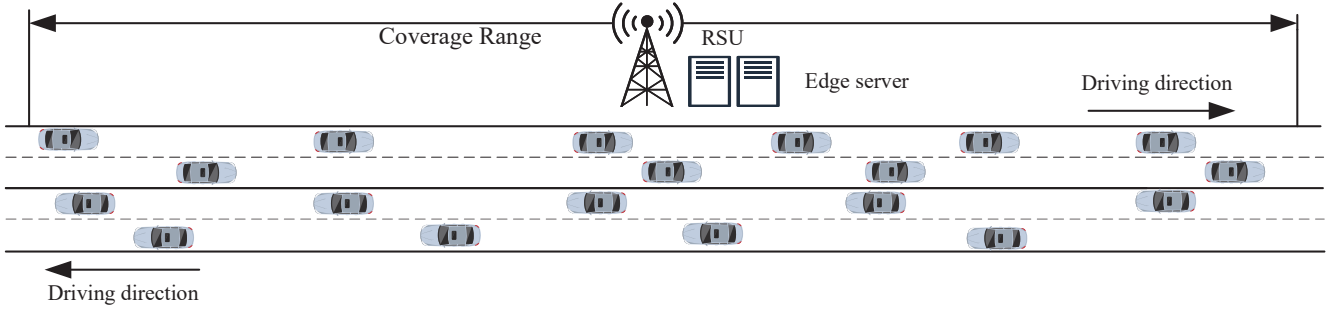 Coverage Range
RSU
Edge server
Driving direction
Driving direction